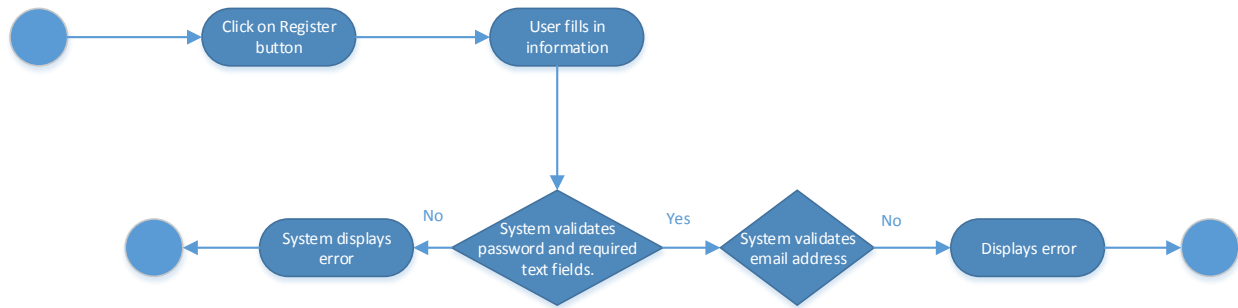 Click on Register
button
User fills in
information
No
Yes
No
System displays
error
System validates
password and required
text fields.
System validates
email address
Displays error